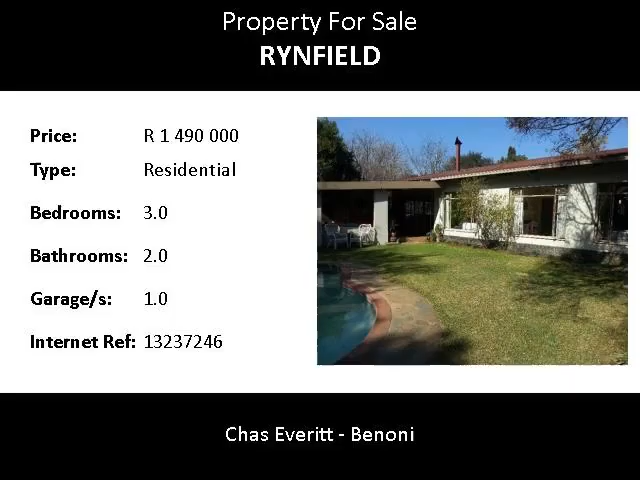 Property For Sale
RYNFIELD
Price: R 1 490 000
Type: Residential
Bedrooms: 3.0
Bathrooms: 2.0
Garage/s: 1.0
Internet Ref: 13237246
Chas Everitt - Benoni